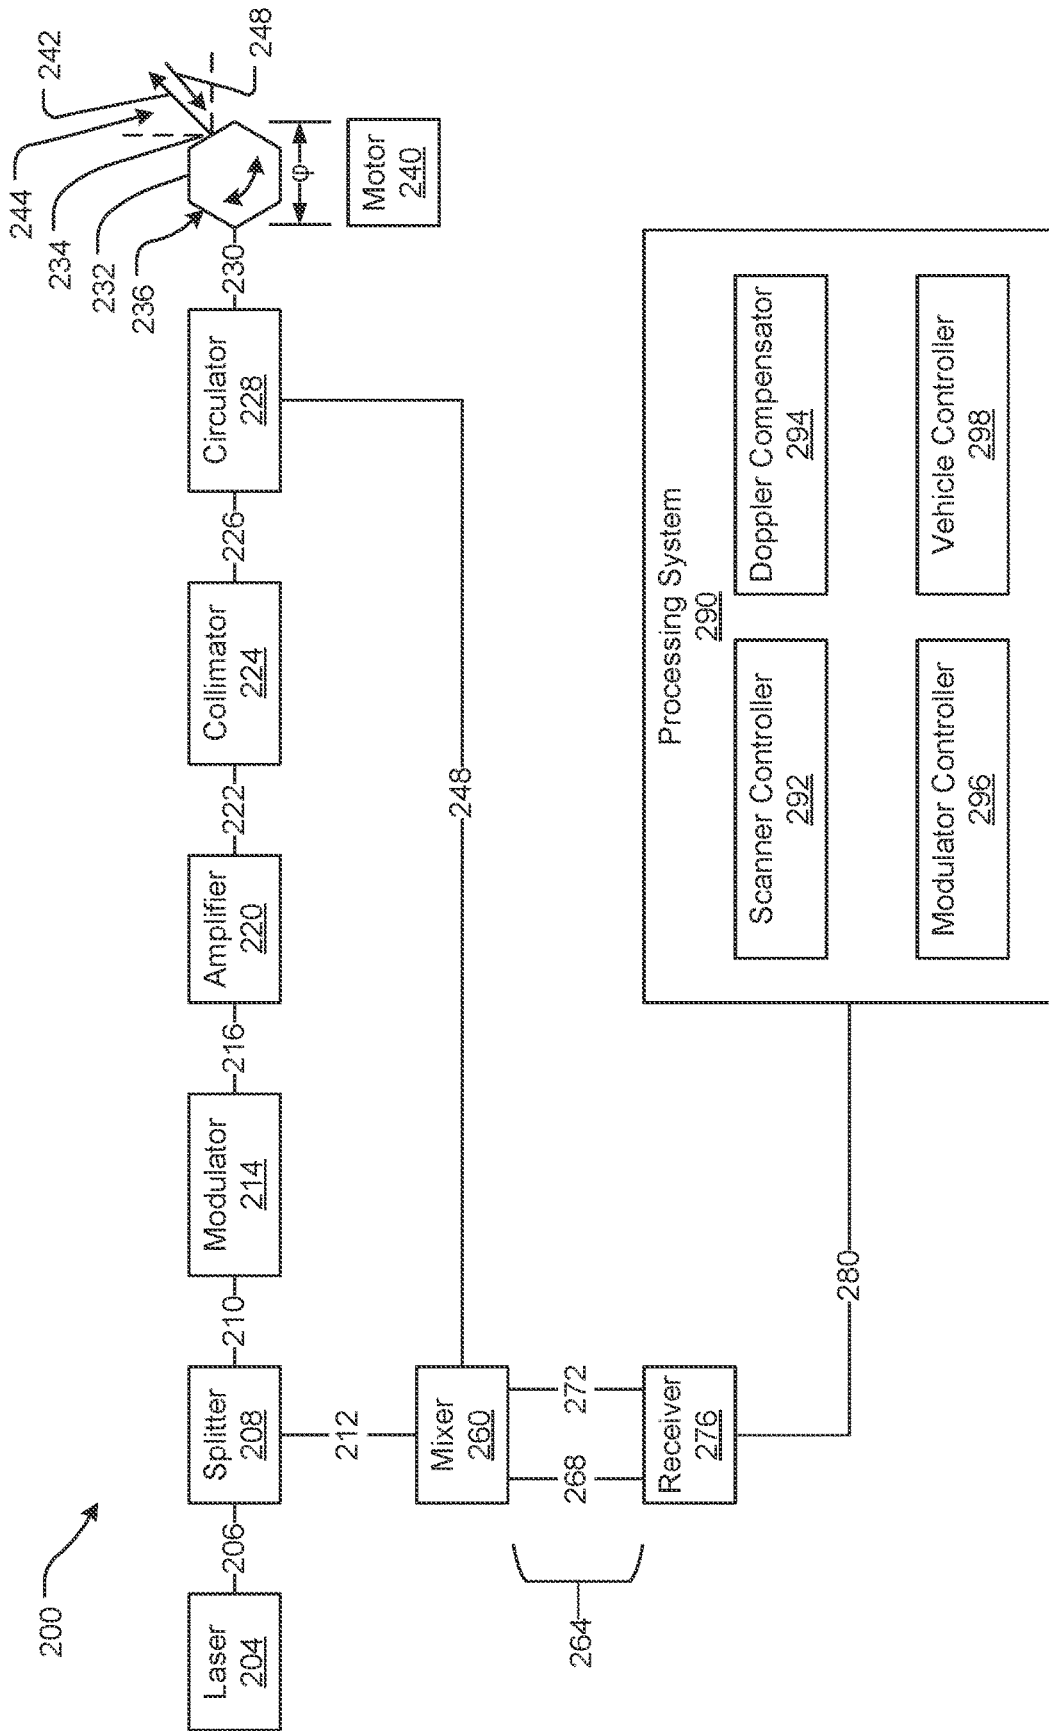 200
Laser
204
206
Splitter
208
210
Modulator
214
216
Amplifier
220
222
Collimator
224
226
Circulator
228
230
236
232
234
244
242
248
φ
Motor
240
212
248
Mixer
260
264
268
272
Receiver
276
280
Processing System
290
Scanner Controller
292
Doppler Compensator
294
Modulator Controller
296
Vehicle Controller
298